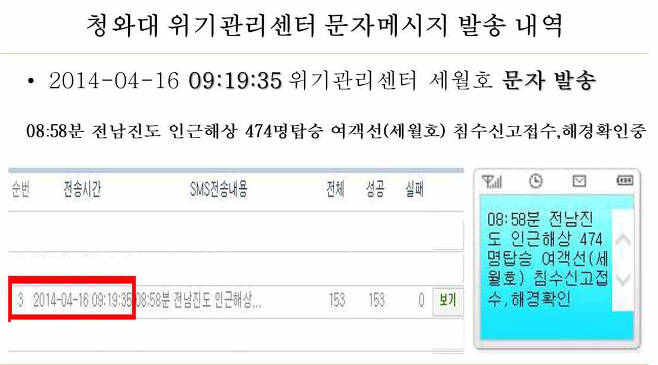 청와대 위기관리센터 문자메시지 발송 내역
• 2014-04-16 09:19:35 위기관리센터 세월호 문자 발송
08:58분 전남진도 인근해상 474명탑승 여객선(세월호) 침수신고접수,해경확인중
순번 전송시간 SMS전송내용 전체 성공 실패
3 2014-04-16 09:19:35 08:58분 전남진도 인근해상... 153 153 0 보기
08:58분 전남진
도 인근해상 474
명탑승 여객선(세
월호) 침수신고접
수,해경확인